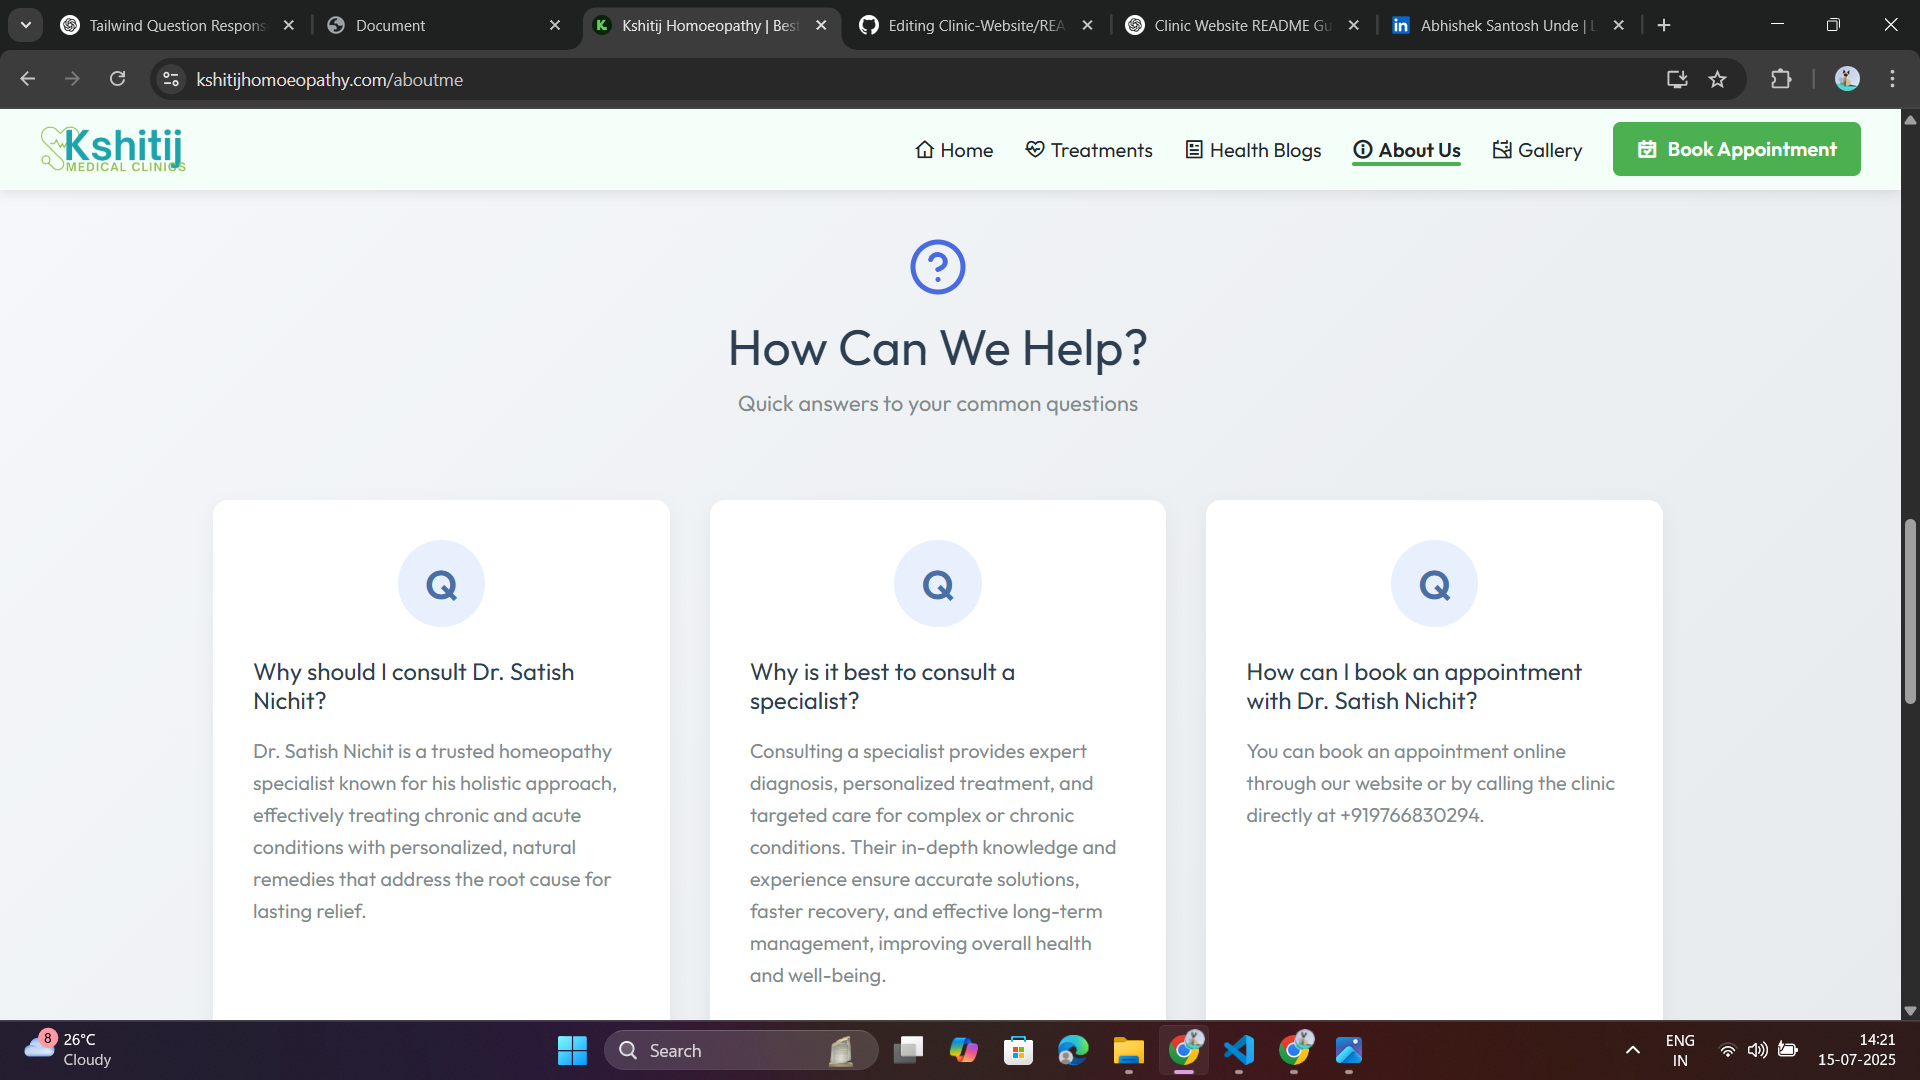 Tailwind Question Respons
Document
Kshitij Homoeopathy | Best
Editing Clinic-Website/REA
Clinic Website README Gu
in Abhishek Santosh Unde | L
kshitijhomoeopathy.com/aboutme
Kshitij
MEDICAL CLINICS
Home
Treatments
Health Blogs
About Us
Gallery
Book Appointment
?
How Can We Help?
Quick answers to your common questions
Q
Why should I consult Dr. Satish
Nichit?
Dr. Satish Nichit is a trusted homeopathy
specialist known for his holistic approach,
effectively treating chronic and acute
conditions with personalized, natural
remedies that address the root cause for
lasting relief.
Q
Why is it best to consult a
specialist?
Consulting a specialist provides expert
diagnosis, personalized treatment, and
targeted care for complex or chronic
conditions. Their in-depth knowledge and
experience ensure accurate solutions,
faster recovery, and effective long-term
management, improving overall health
and well-being.
Q
How can I book an appointment
with Dr. Satish Nichit?
You can book an appointment online
through our website or by calling the clinic
directly at +919766830294.
8
26°C
Cloudy
Search
ENG
IN
14:21
15-07-2025